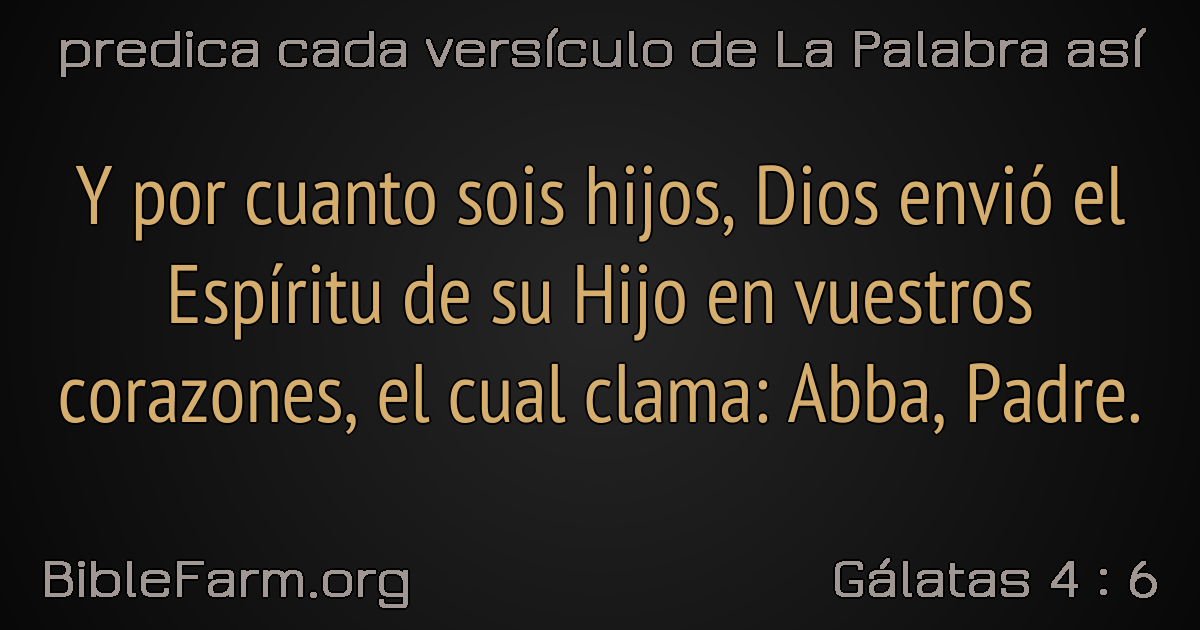 predica cada versículo de La Palabra así
Y por cuanto sois hijos, Dios envió el
Espíritu de su Hijo en vuestros
corazones, el cual clama: Abba, Padre.
BibleFarm.org
Gálatas 4 : 6